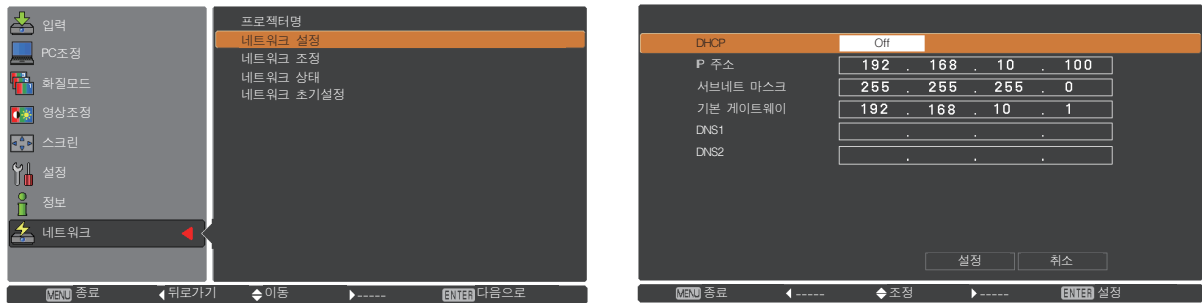 입력
PC조정
화질모드
영상조정
스크린
설정
정보
네트워크
프로젝터명
네트워크 설정
네트워크 조정
네트워크 상태
네트워크 초기설정
MENU 종료 뒤로가기 이동 ----- ENTER 다음으로
DHCP Off
IP 주소 192 . 168 . 10 . 100
서브네트 마스크 255 . 255 . 255 . 0
기본 게이트웨이 192 . 168 . 10 . 1
DNS1 . . .
DNS2 . . .
설정 취소
MENU 종료 ----- 조정 ----- ENTER 설정